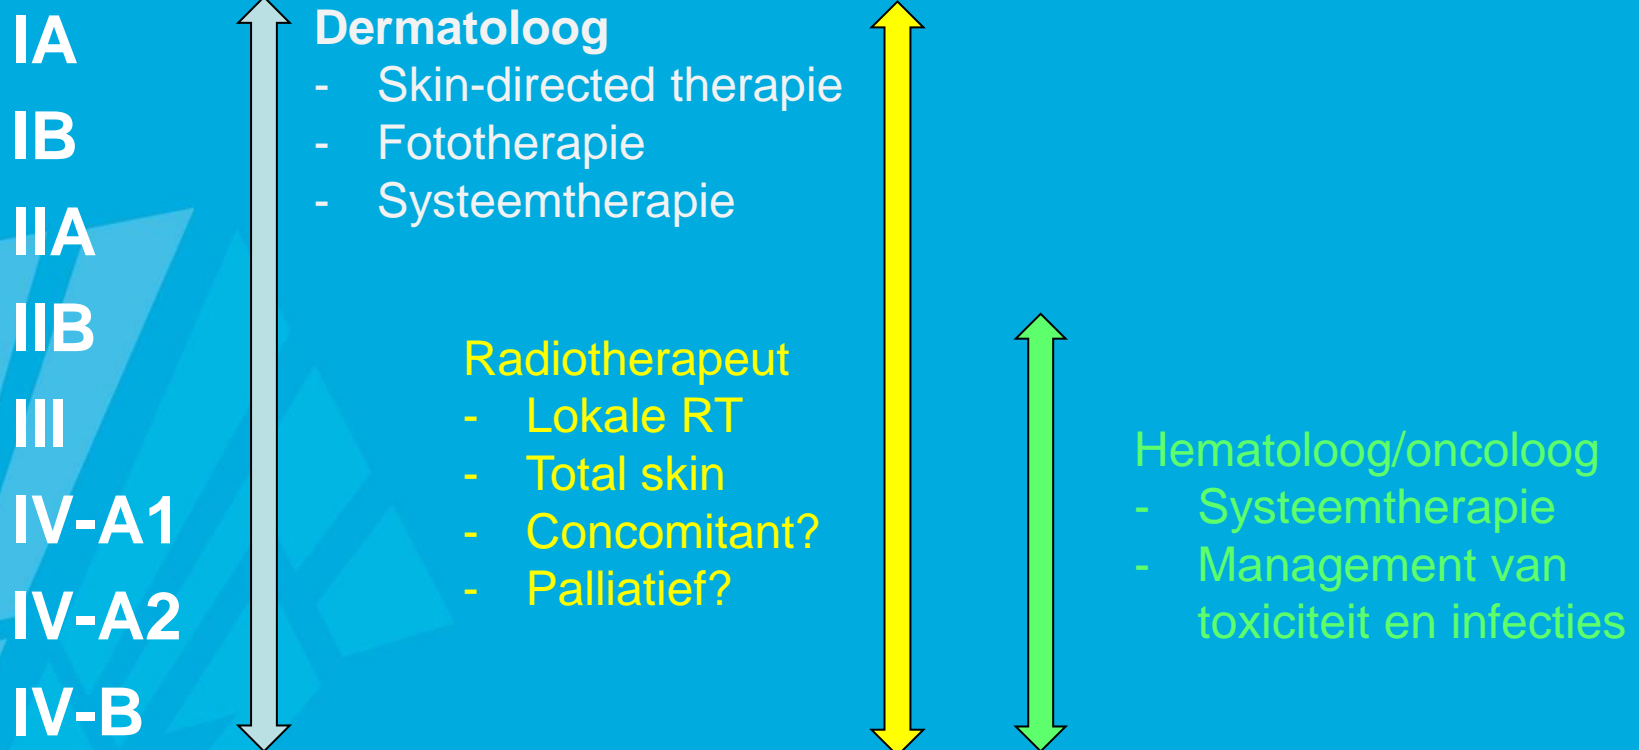 IA
IB
IIA
IIB
III
IV-A1
IV-A2
IV-B
Dermatoloog
- Skin-directed therapie
- Fototherapie
- Systeemtherapie
Radiotherapeut
- Lokale RT
- Total skin
- Concomitant?
- Palliatief?
Hematoloog/oncoloog
- Systeemtherapie
- Management van
toxiciteit en infecties